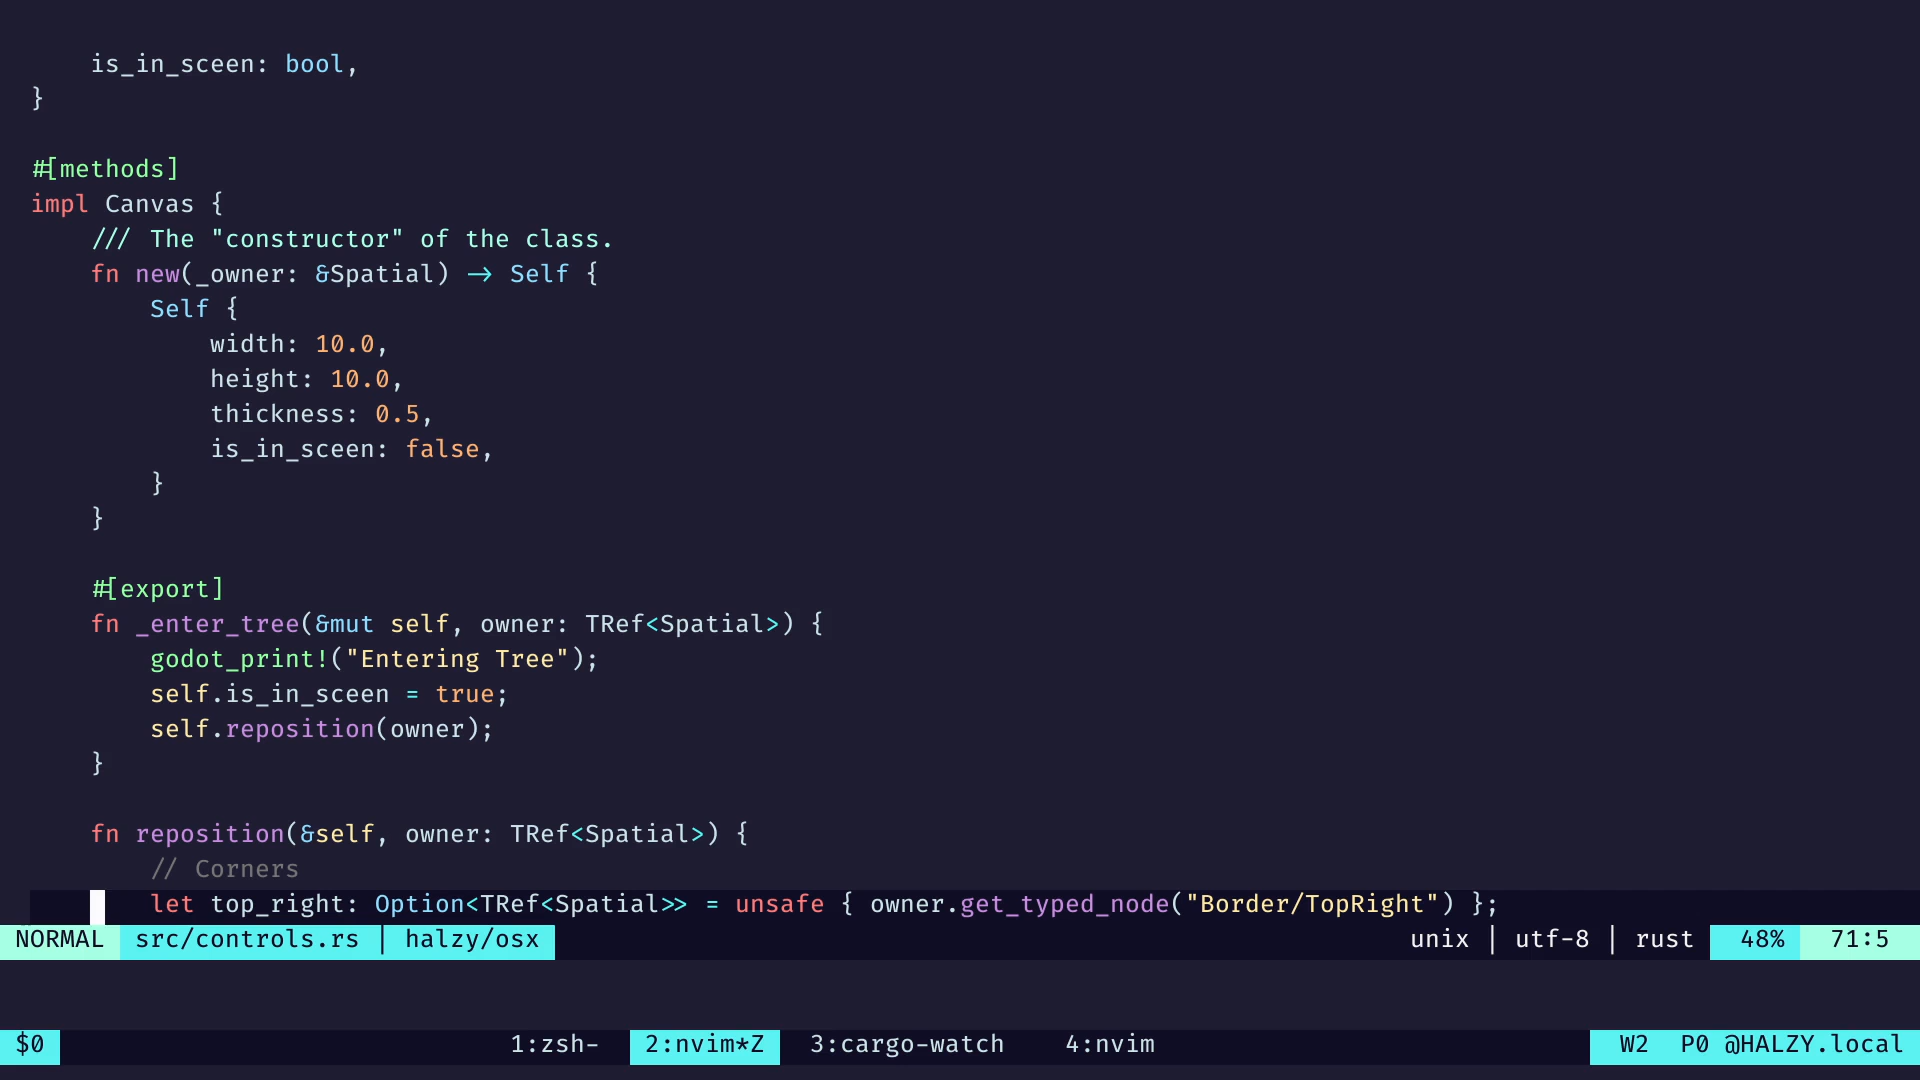 is_in_sceen: bool,
}

#[methods]
impl Canvas {
    /// The "constructor" of the class.
    fn new(_owner: &Spatial) -> Self {
        Self {
            width: 10.0,
            height: 10.0,
            thickness: 0.5,
            is_in_sceen: false,
        }
    }

    #[export]
    fn _enter_tree(&mut self, owner: TRef<Spatial>) {
        godot_print!("Entering Tree");
        self.is_in_sceen = true;
        self.reposition(owner);
    }

    fn reposition(&self, owner: TRef<Spatial>) {
        // Corners
        let top_right: Option<TRef<Spatial>> = unsafe { owner.get_typed_node("Border/TopRight") };
NORMAL src/controls.rs | halzy/osx unix | utf-8 | rust 48% 71:5
$0 1:zsh- 2:nvim*Z 3:cargo-watch 4:nvim W2 P0 @HALZY.local